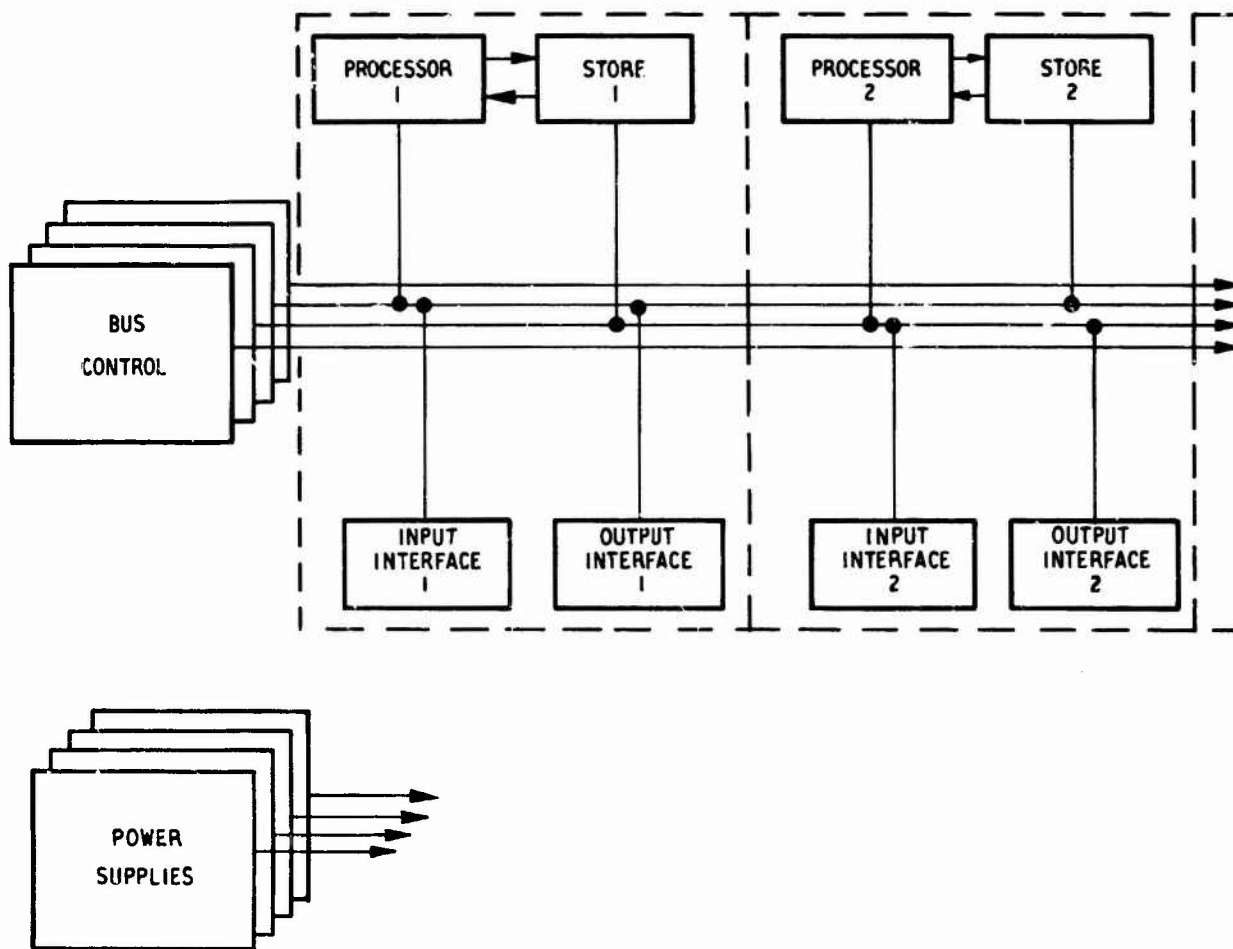 PROCESSOR
1
STORE
1
PROCESSOR
2
STORE
2
BUS
CONTROL
INPUT
INTERFACE
1
OUTPUT
INTERFACE
1
INPUT
INTERFACE
2
OUTPUT
INTERFACE
2
POWER
SUPPLIES